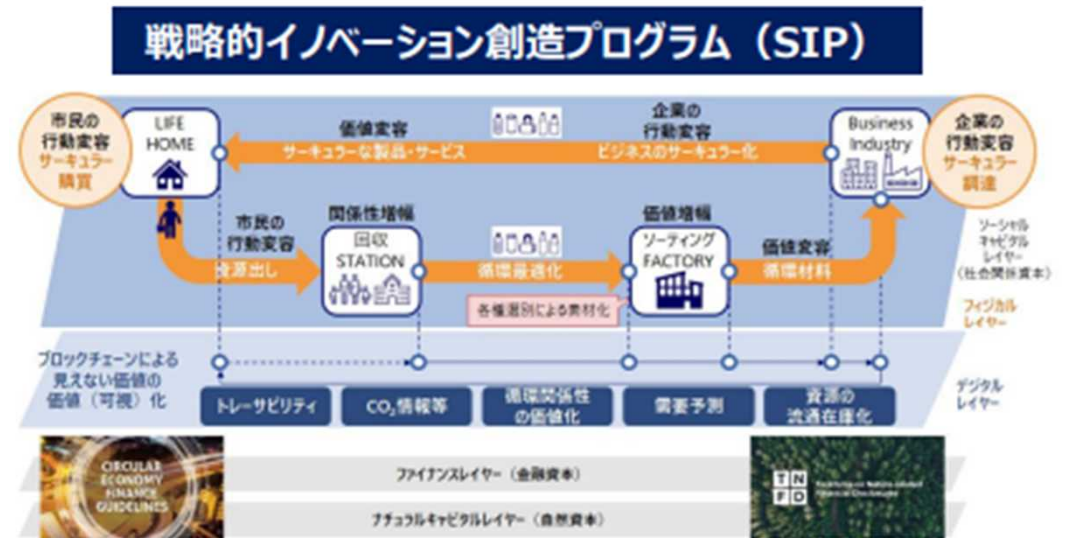 戦略的イノベーション創造プログラム（SIP）
市民の
行動変容
サーキュラー
購買
LIFE
HOME
価値変容
サーキュラーな製品・サービス
企業の
行動変容
ビジネスのサーキュラー化
Business
Industry
企業の
行動変容
サーキュラー
調達
市民の
行動変容
資源出し
関係性増幅
回収
STATION
循環最適化
価値増幅
ソーティング
FACTORY
各種選別による素材化
価値変容
循環材料
ソーシャル
キャピタル
レイヤー
（社会関係資本）
フィジカル
レイヤー
ブロックチェーンによる
見えない価値の
価値（可視）化
トレーサビリティ
CO₂情報等
循環関係性
の価値化
需要予測
資源の
流通在庫化
デジタル
レイヤー
CIRCULAR
ECONOMY
FINANCE
GUIDELINES
ファイナンスレイヤー（金融資本）
ナチュラルキャピタルレイヤー（自然資本）
TN
FD
Taskforce on Nature-related
Financial Disclosures